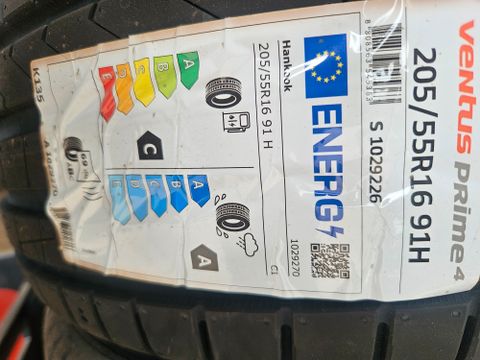 ventus PRIME 4
205/55R16 91H
S 1029226
ENERG
Hankook
1029270
205/55R16 91 H
C1
A
B
C
D
E
C
A
B
C
D
E
A
K135